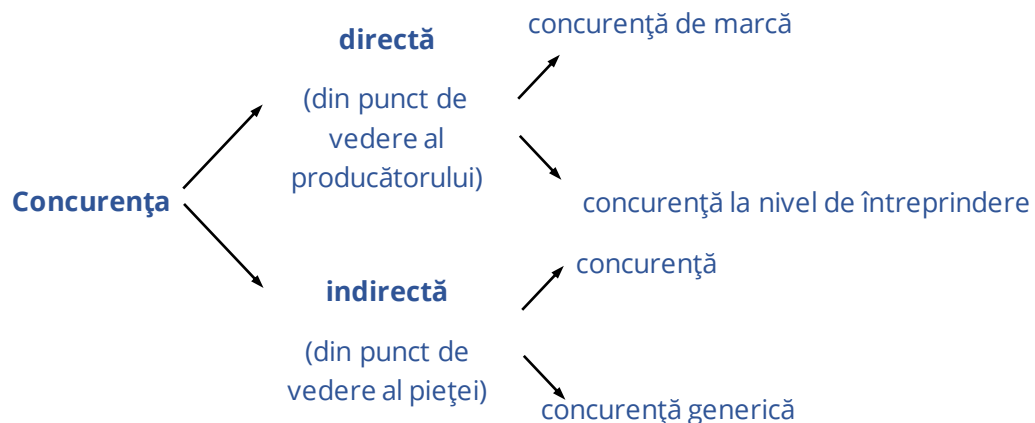 Concurenţa
directă
(din punct de
vedere al
producătorului)
concurenţă de marcă
concurenţă la nivel de întreprindere
indirectă
(din punct de
vedere al pieţei)
concurenţă
concurenţă generică